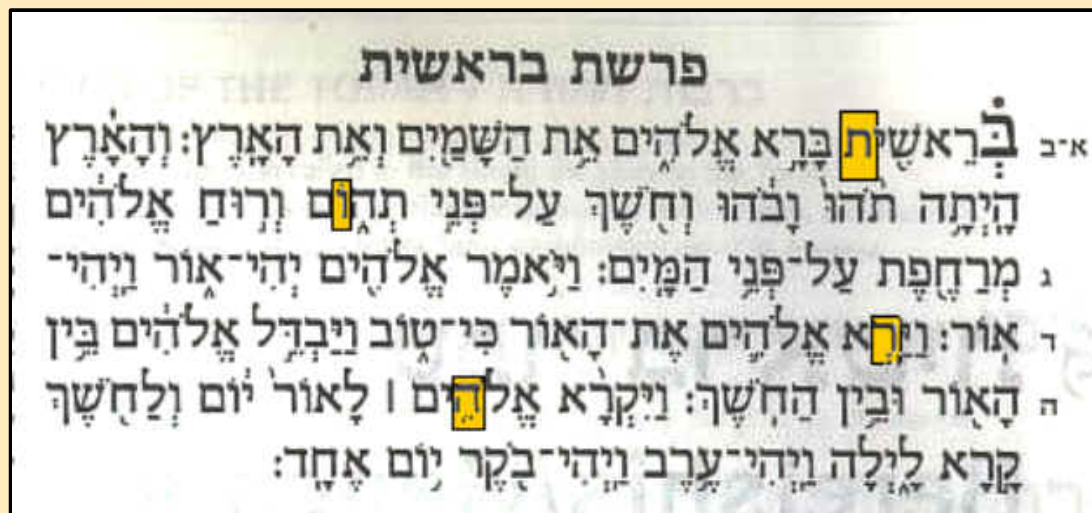 פרשת בראשית
א־ב בְּרֵאשִׁ֖ית בָּרָ֣א אֱלֹהִ֑ים אֵ֥ת הַשָּׁמַ֖יִם וְאֵ֥ת הָאָֽרֶץ: וְהָאָ֗רֶץ
הָיְתָ֥ה תֹ֙הוּ֙ וָבֹ֔הוּ וְחֹ֖שֶׁךְ עַל־פְּנֵ֣י תְה֑וֹם וְר֣וּחַ אֱלֹהִ֔ים
ג מְרַחֶ֖פֶת עַל־פְּנֵ֥י הַמָּֽיִם: וַיֹּ֥אמֶר אֱלֹהִ֖ים יְהִי־א֑וֹר וַֽיְהִי־
ד אֽוֹר: וַיַּ֧רְא אֱלֹהִ֛ים אֶת־הָא֖וֹר כִּי־ט֑וֹב וַיַּבְדֵּ֣ל אֱלֹהִ֔ים בֵּ֥ין
ה הָא֖וֹר וּבֵ֥ין הַחֹֽשֶׁךְ: וַיִּקְרָ֨א אֱלֹהִ֤ים ׀ לָאוֹר֙ י֔וֹם וְלַחֹ֖שֶׁךְ
קָ֣רָא לָ֑יְלָה וַֽיְהִי־עֶ֥רֶב וַֽיְהִי־בֹ֖קֶר י֥וֹם אֶחָֽד: